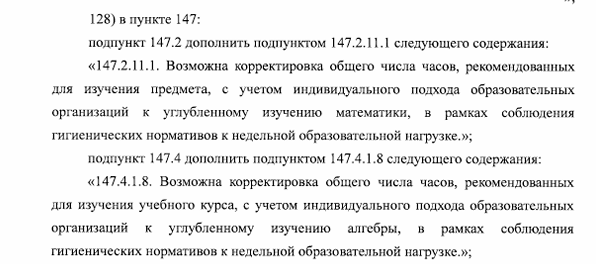 128) в пункте 147:
подпункт 147.2 дополнить подпунктом 147.2.11.1 следующего содержания:
«147.2.11.1. Возможна корректировка общего числа часов, рекомендованных
для изучения предмета, с учетом индивидуального подхода образовательных
организаций к углубленному изучению математики, в рамках соблюдения
гигиенических нормативов к недельной образовательной нагрузке.»;
подпункт 147.4 дополнить подпунктом 147.4.1.8 следующего содержания:
«147.4.1.8. Возможна корректировка общего числа часов, рекомендованных
для изучения учебного курса, с учетом индивидуального подхода образовательных
организаций к углубленному изучению алгебры, в рамках соблюдения
гигиенических нормативов к недельной образовательной нагрузке.»;